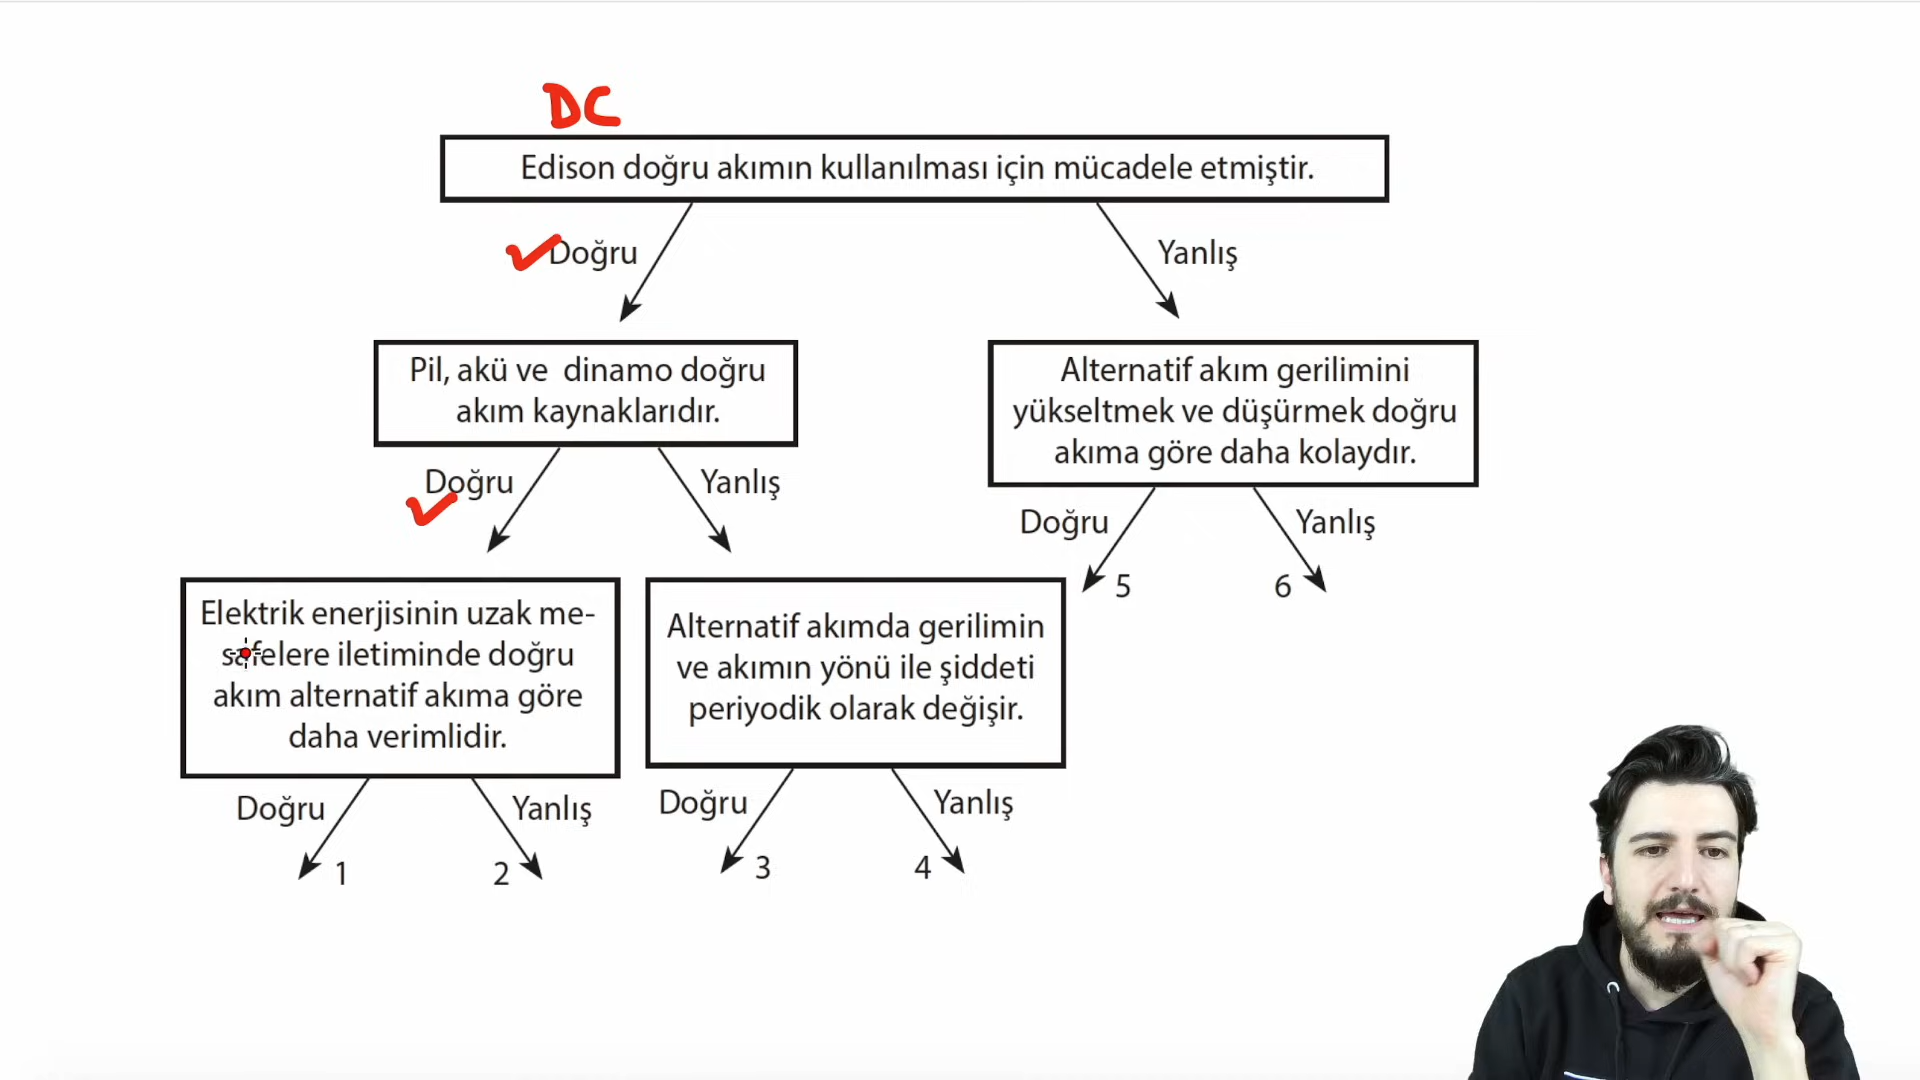 DC
Edison doğru akımın kullanılması için mücadele etmiştir.
Doğru
Yanlış
Pil, akü ve dinamo doğru
akım kaynaklarıdır.
Alternatif akım gerilimini
yükseltmek ve düşürmek doğru
akıma göre daha kolaydır.
Doğru
Yanlış
Doğru
Yanlış
5
6
Elektrik enerjisinin uzak me-
safelere iletiminde doğru
akım alternatif akıma göre
daha verimlidir.
Alternatif akımda gerilimin
ve akımın yönü ile şiddeti
periyodik olarak değişir.
Doğru
Yanlış
Doğru
Yanlış
1
2
3
4